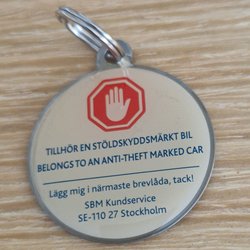 TILLHÖR EN STÖLDSKYDDSMÄRKT BIL
BELONGS TO AN ANTI-THEFT MARKED CAR
Lägg mig i närmaste brevlåda, tack!
SBM Kundservice
SE-110 27 Stockholm